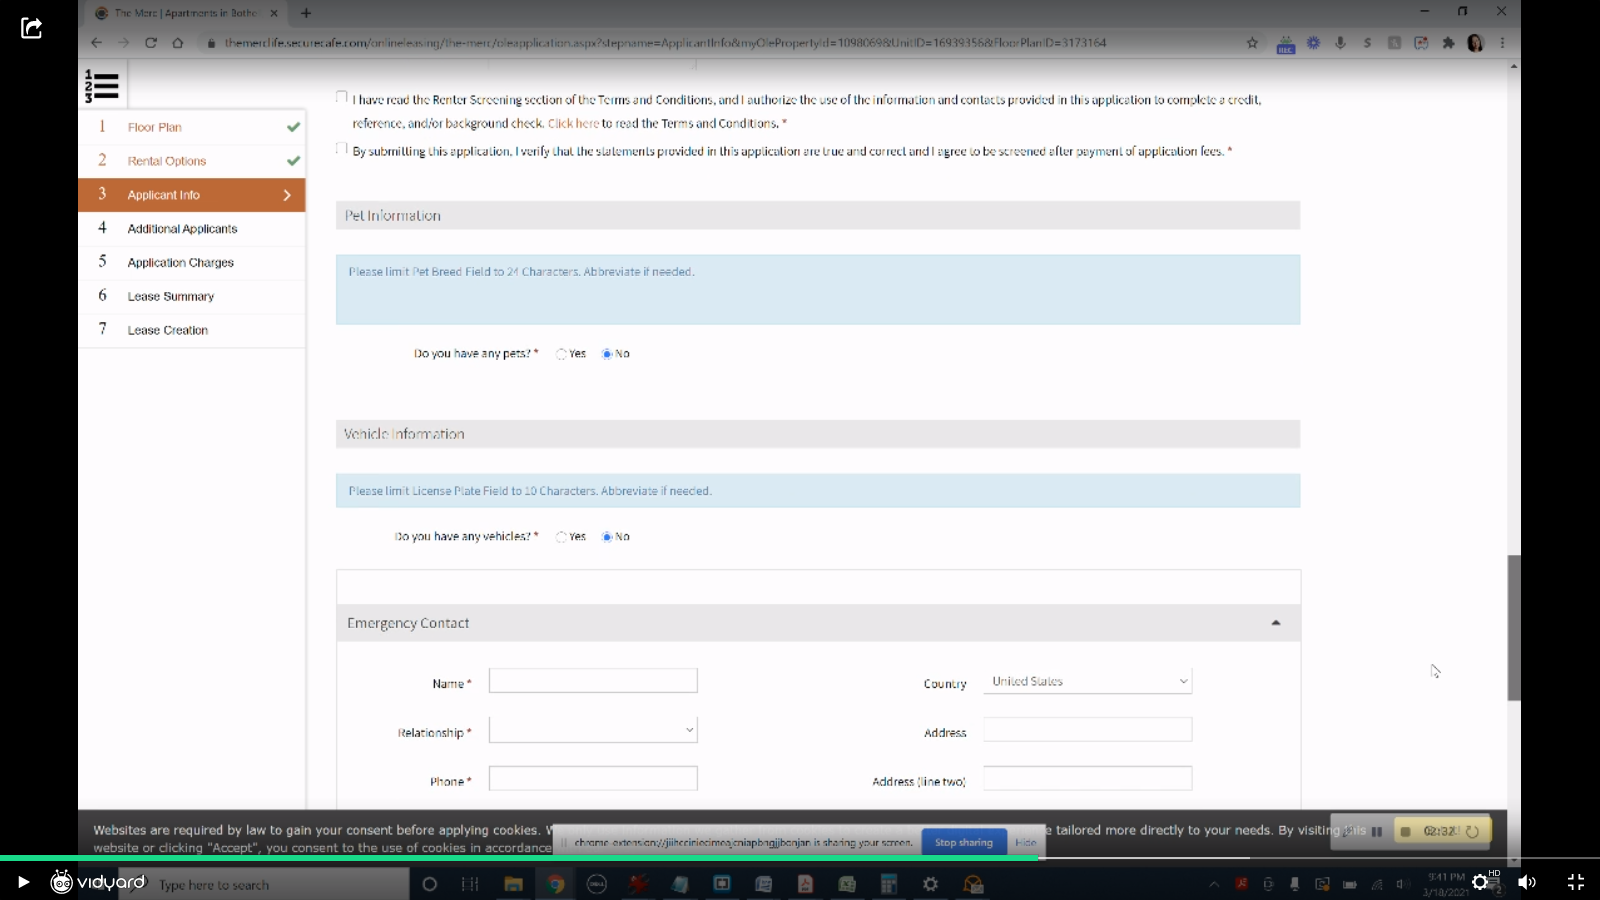 The Merc | Apartments in Bothe
themerclife.securecafe.com/onlineleasing/the-merc/oleapplication.aspx?stepname=ApplicantInfo&myOlePropertyid=1098069&UnitID=16939356&FloorPlanID=3173164
REC
S
1 2 3
1 Floor Plan
2 Rental Options
3 Applicant Info
4 Additional Applicants
5 Application Charges
6 Lease Summary
7 Lease Creation
I have read the Renter Screening section of the Terms and Conditions, and I authorize the use of the information and contacts provided in this application to complete a credit,
reference, and/or background check. Click here to read the Terms and Conditions. *
By submitting this application, I verify that the statements provided in this application are true and correct and I agree to be screened after payment of application fees. *
Pet Information
Please limit Pet Breed Field to 24 Characters. Abbreviate if needed.
Do you have any pets? * Yes No
Vehicle Information
Please limit License Plate Field to 10 Characters. Abbreviate if needed.
Do you have any vehicles? * Yes No
Emergency Contact
Name * Country United States
Relationship * Address
Phone * Address (line two)
Websites are required by law to gain your consent before applying cookies. W e tailored more directly to your needs. By visiting this
website or clicking "Accept", you consent to the use of cookies in accordance
is sharing your screen. Stop sharing Hide
02:32
vidyard
Type here to search
DELL
9:41 PM
3/18/2021
HD
2